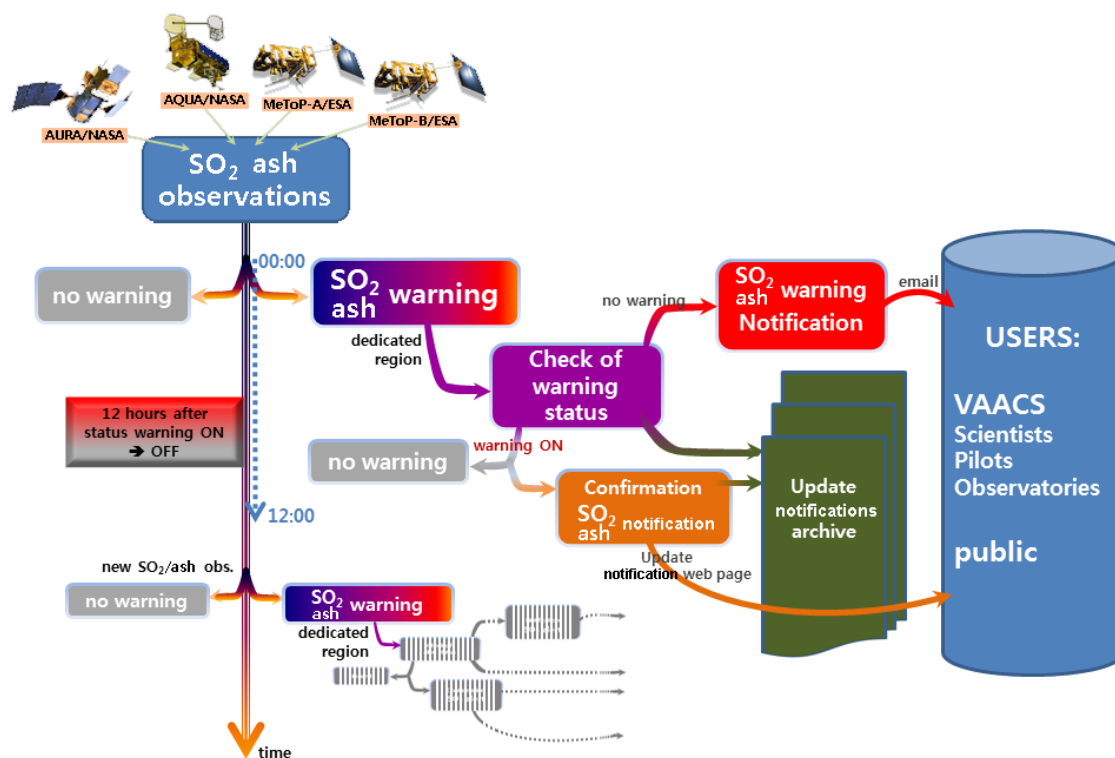 AQUA/NASA
MeToP-A/ESA
MeToP-B/ESA
AURA/NASA
SO₂ ash
observations
00:00
no warning
SO₂
ash warning
dedicated
region
no warning
SO₂
ash warning
Notification
email
Check of
warning
status
USERS:
VAACS
Scientists
Pilots
Observatories
public
12 hours after
status warning ON
➔ OFF
warning ON
no warning
Confirmation
SO₂
ash notification
Update
notifications
archive
12:00
Update
notification web page
new SO₂/ash obs.
no warning
SO₂
ash warning
dedicated
region
time